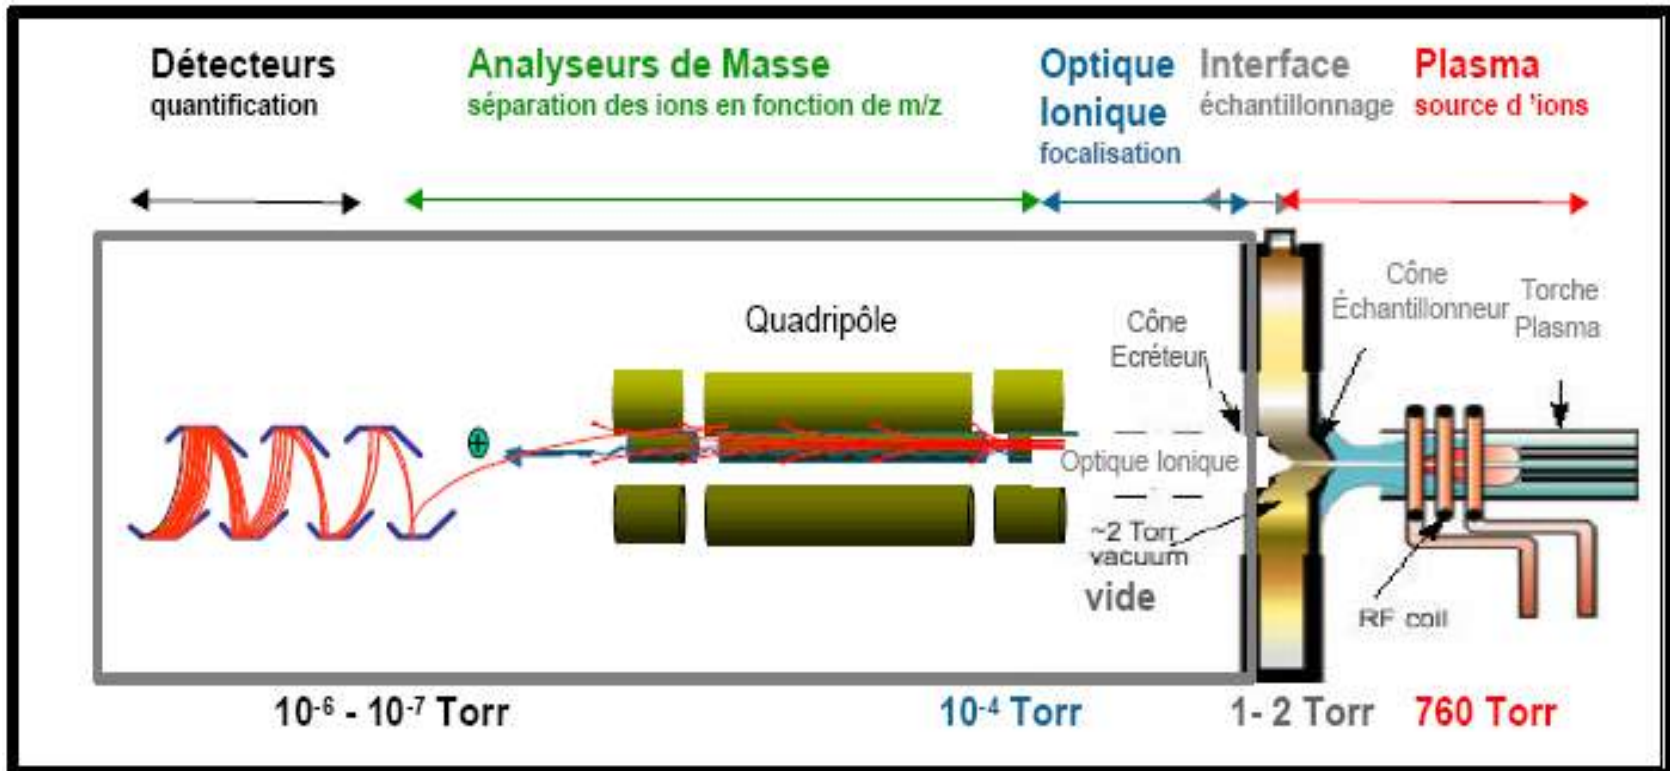 Détecteurs
quantification
Analyseurs de Masse
séparation des ions en fonction de m/z
Optique
Ionique
focalisation
Interface
échantillonnage
Plasma
source d 'ions
Quadripôle
Cône
Ecréteur
Cône
Échantillonneur
Torche
Plasma
Optique Ionique
~2 Torr
vacuum
vide
RF coil
10-6 - 10-7 Torr
10-4 Torr
1- 2 Torr
760 Torr